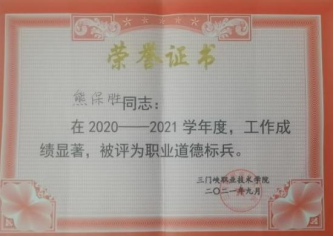 荣誉证书
熊保胜同志：
在2020——2021学年度，工作成
绩显著，被评为职业道德标兵。
三门峡职业技术学院
二〇二一年九月